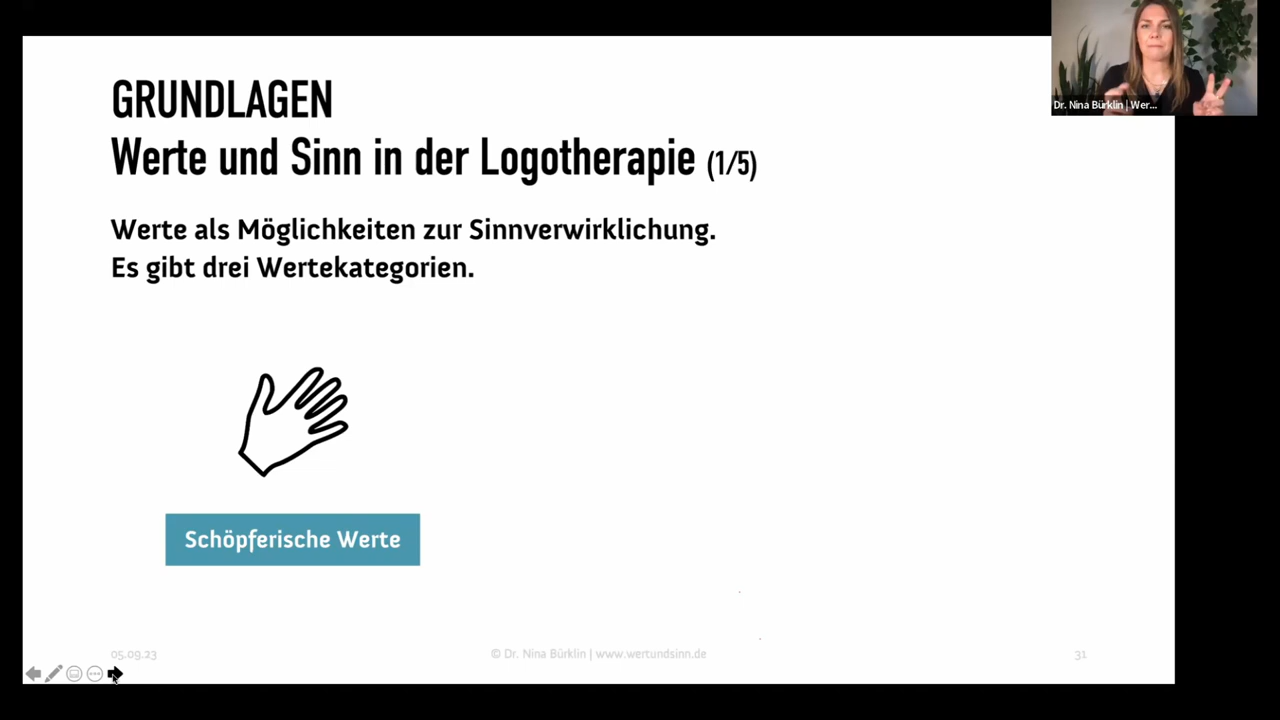 GRUNDLAGEN
Werte und Sinn in der Logotherapie (1/5)
Werte als Möglichkeiten zur Sinnverwirklichung.
Es gibt drei Wertekategorien.
Schöpferische Werte
05.09.23
© Dr. Nina Bürklin | www.wertundsinn.de
31
Dr. Nina Bürklin | Wer...